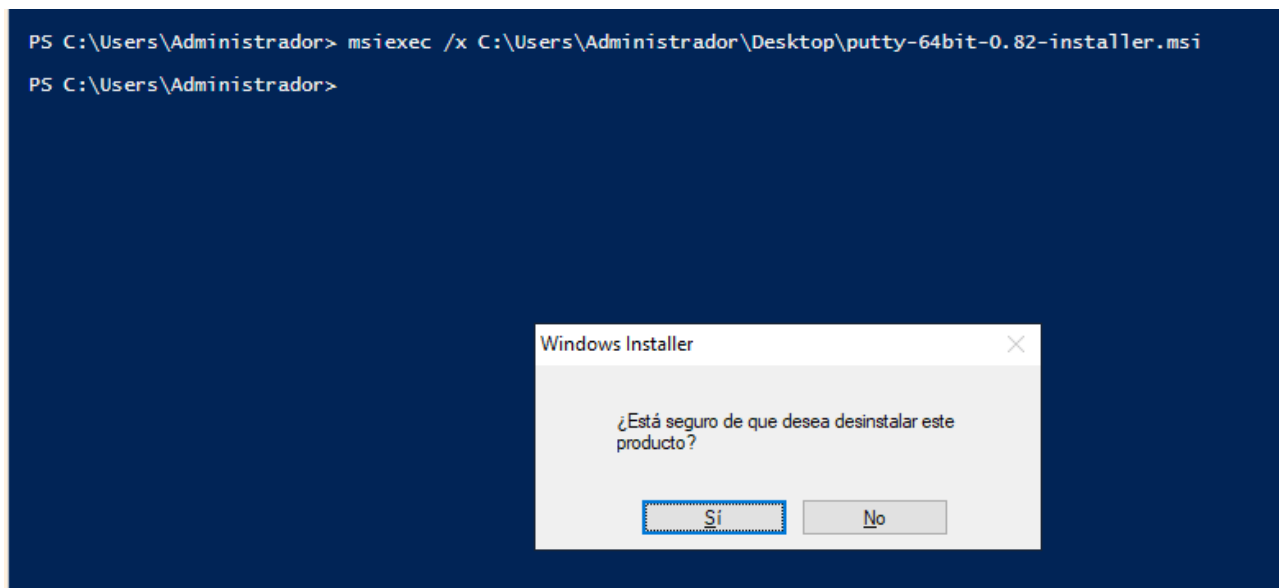 PS C:\Users\Administrador> msiexec /x C:\Users\Administrador\Desktop\putty-64bit-0.82-installer.msi
PS C:\Users\Administrador>
Windows Installer
¿Está seguro de que desea desinstalar este
producto?
Sí
No